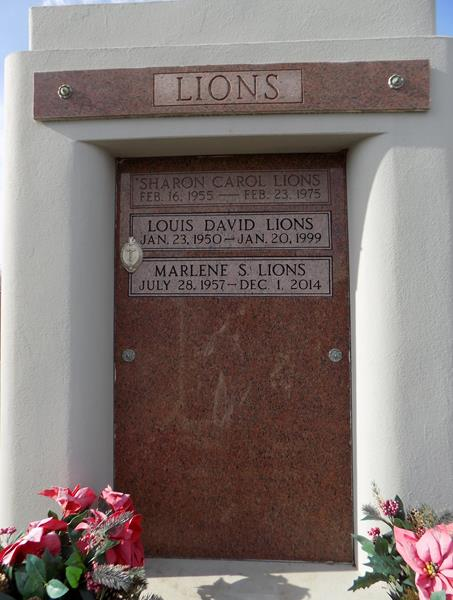 LIONS
SHARON CAROL LIONS
FEB. 16, 1955 — FEB. 23, 1975
LOUIS DAVID LIONS
JAN. 23, 1950 — JAN. 20, 1999
MARLENE S. LIONS
JULY 28, 1957 — DEC. 1, 2014